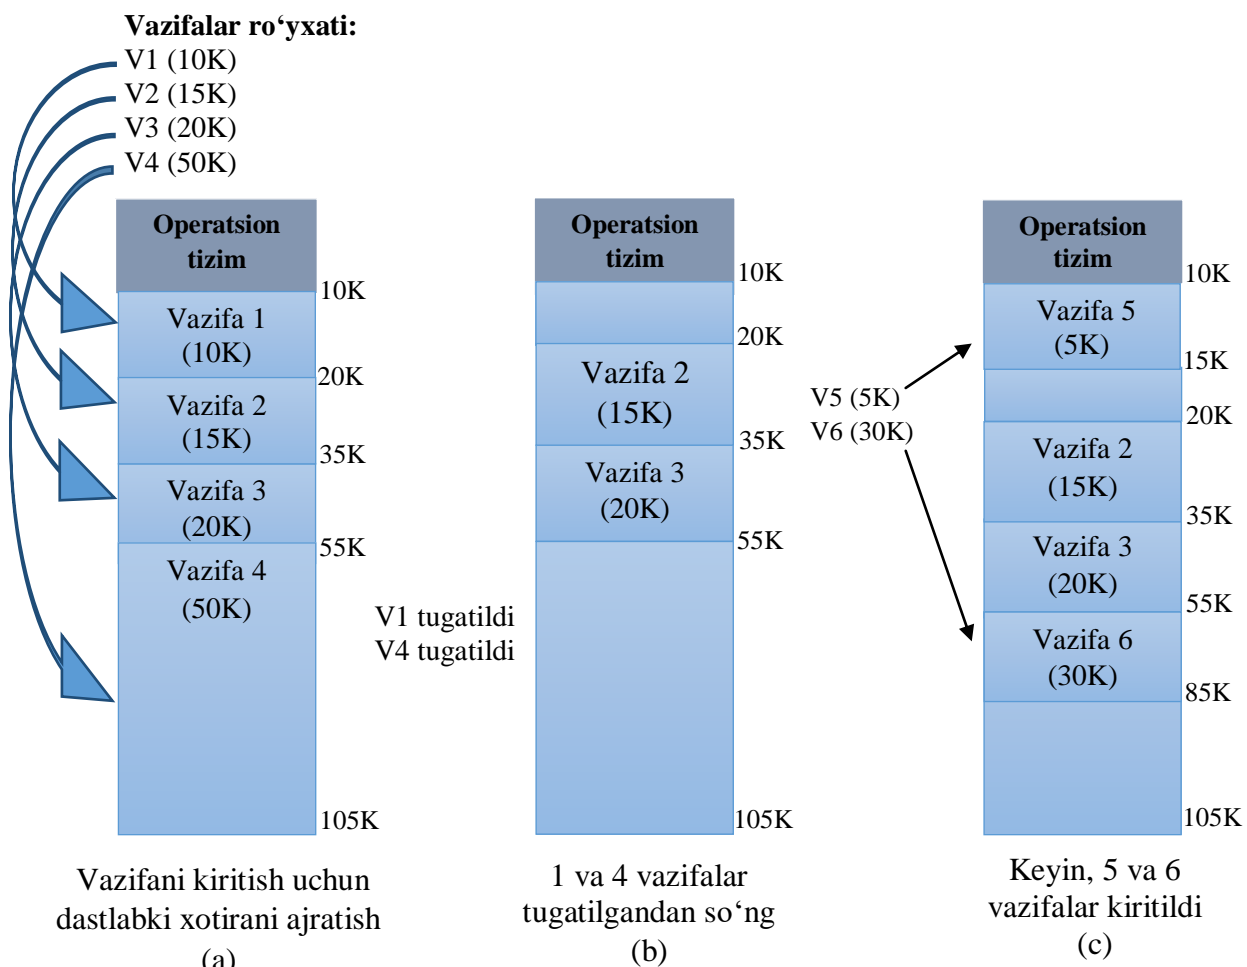 Vazifalar ro‘yxati:
V1 (10K)
V2 (15K)
V3 (20K)
V4 (50K)
Operatsion
tizim
10K
Vazifa 1
(10K)
20K
Vazifa 2
(15K)
35K
Vazifa 3
(20K)
55K
Vazifa 4
(50K)
105K
Vazifani kiritish uchun
dastlabki xotirani ajratish
(a)
V1 tugatildi
V4 tugatildi
Operatsion
tizim
10K
20K
Vazifa 2
(15K)
35K
Vazifa 3
(20K)
55K
105K
1 va 4 vazifalar
tugatilgandan so‘ng
(b)
V5 (5K)
V6 (30K)
Operatsion
tizim
10K
Vazifa 5
(5K)
15K
20K
Vazifa 2
(15K)
35K
Vazifa 3
(20K)
55K
Vazifa 6
(30K)
85K
105K
Keyin, 5 va 6
vazifalar kiritildi
(c)